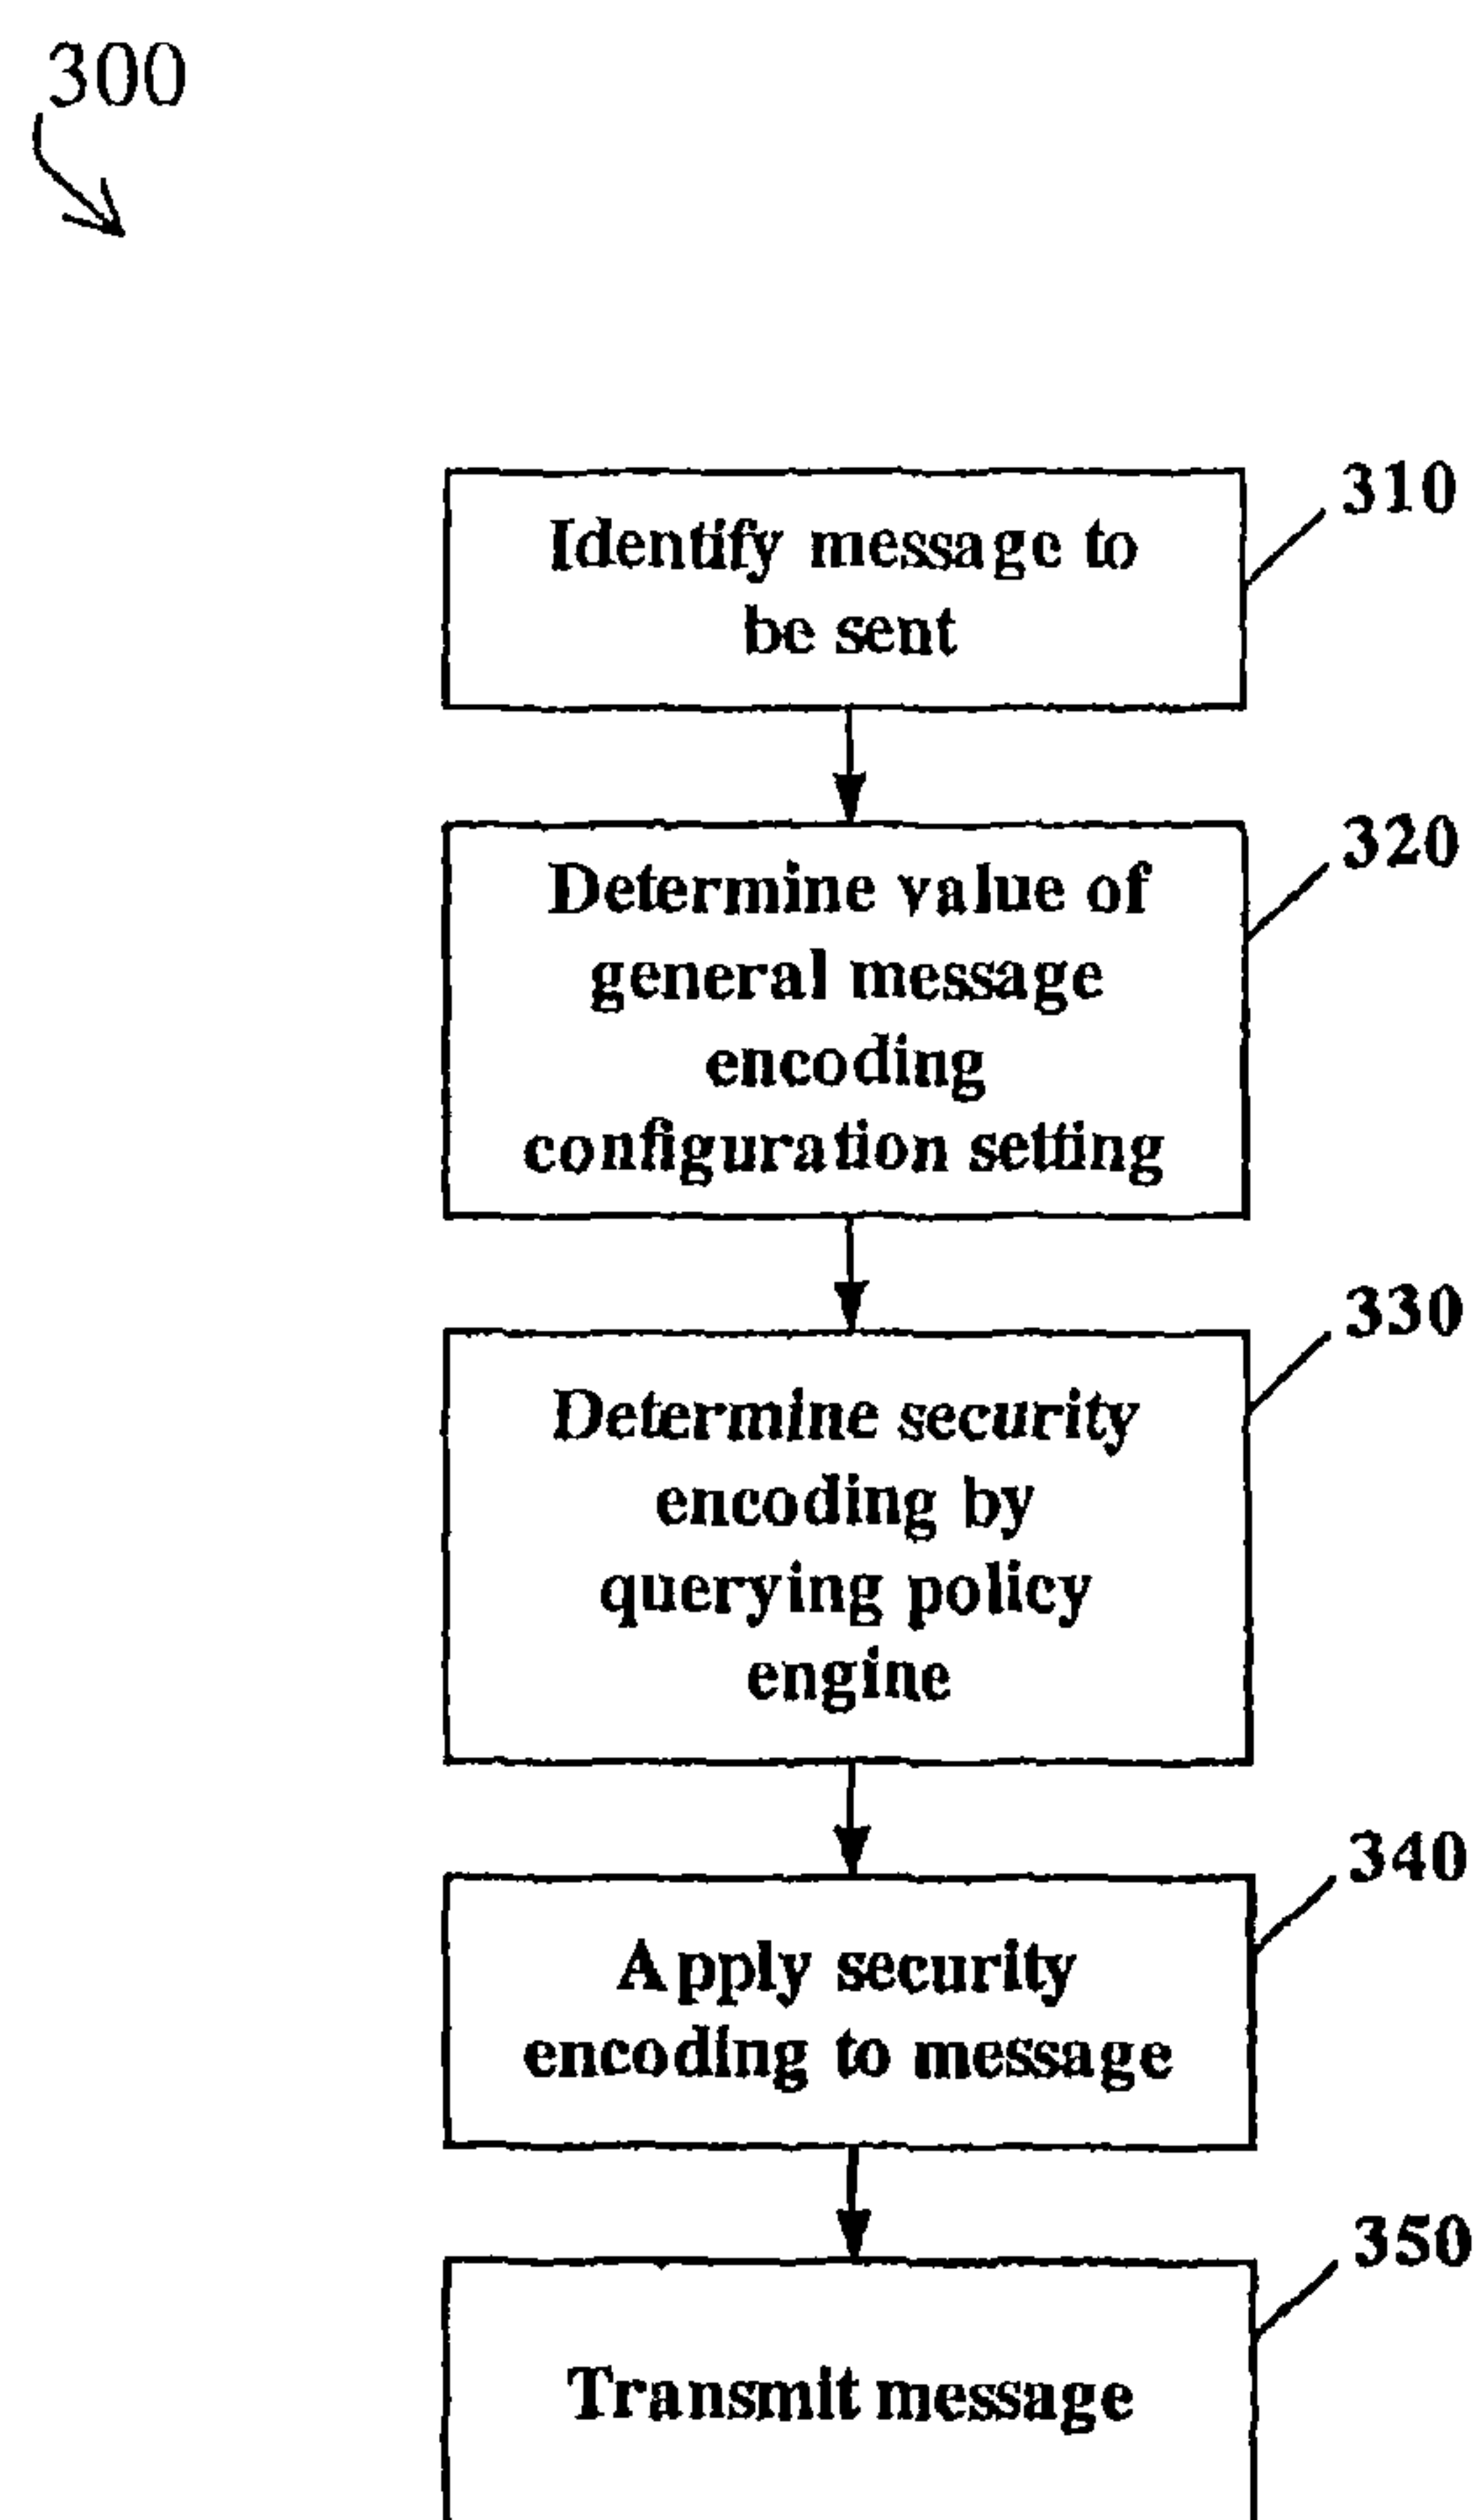 300
310
Identify message to
be sent
320
Determine value of
general message
encoding
configuration setting
330
Determine security
encoding by
querying policy
engine
340
Apply security
encoding to message
350
Transmit message